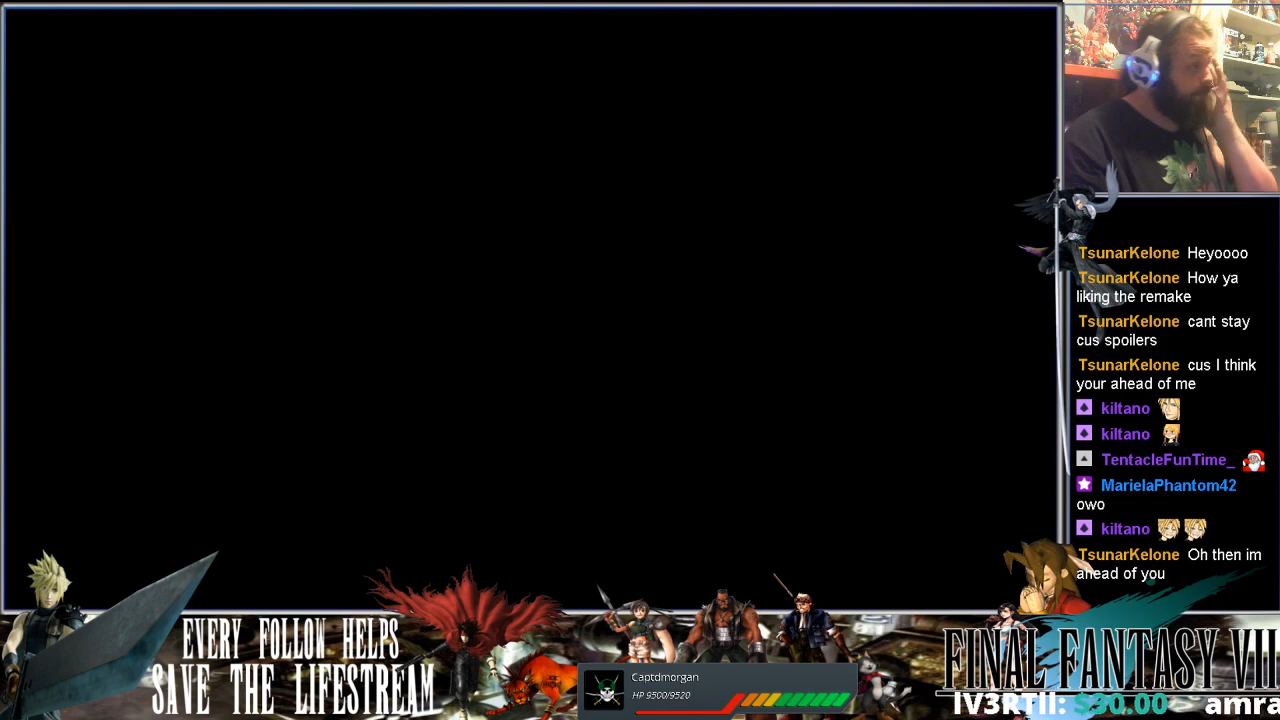 TsunarKelone Heyoooo
TsunarKelone How ya
liking the remake
TsunarKelone cant stay
cus spoilers
TsunarKelone cus I think
your ahead of me
kiltano
kiltano
TentacleFunTime_
MarielaPhantom42
owo
kiltano
TsunarKelone Oh then im
ahead of you
EVERY FOLLOW HELPS
SAVE THE LIFESTREAM
Captdmorgan
HP 9500/9520
FINAL FANTASY VII
lV3RTll: $90.00 amra